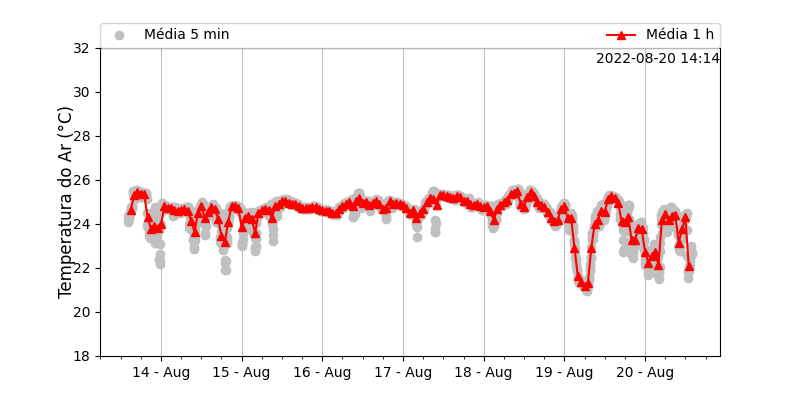 Média 5 min
Média 1 h
2022-08-20 14:14
Temperatura do Ar (°C)
32
30
28
26
24
22
20
18
14 - Aug
15 - Aug
16 - Aug
17 - Aug
18 - Aug
19 - Aug
20 - Aug